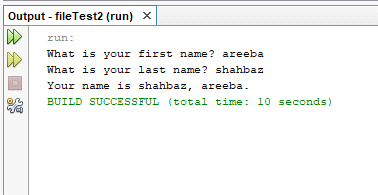 Output - fileTest2 (run)
run:
What is your first name? areeba
What is your last name? shahbaz
Your name is shahbaz, areeba.
BUILD SUCCESSFUL (total time: 10 seconds)